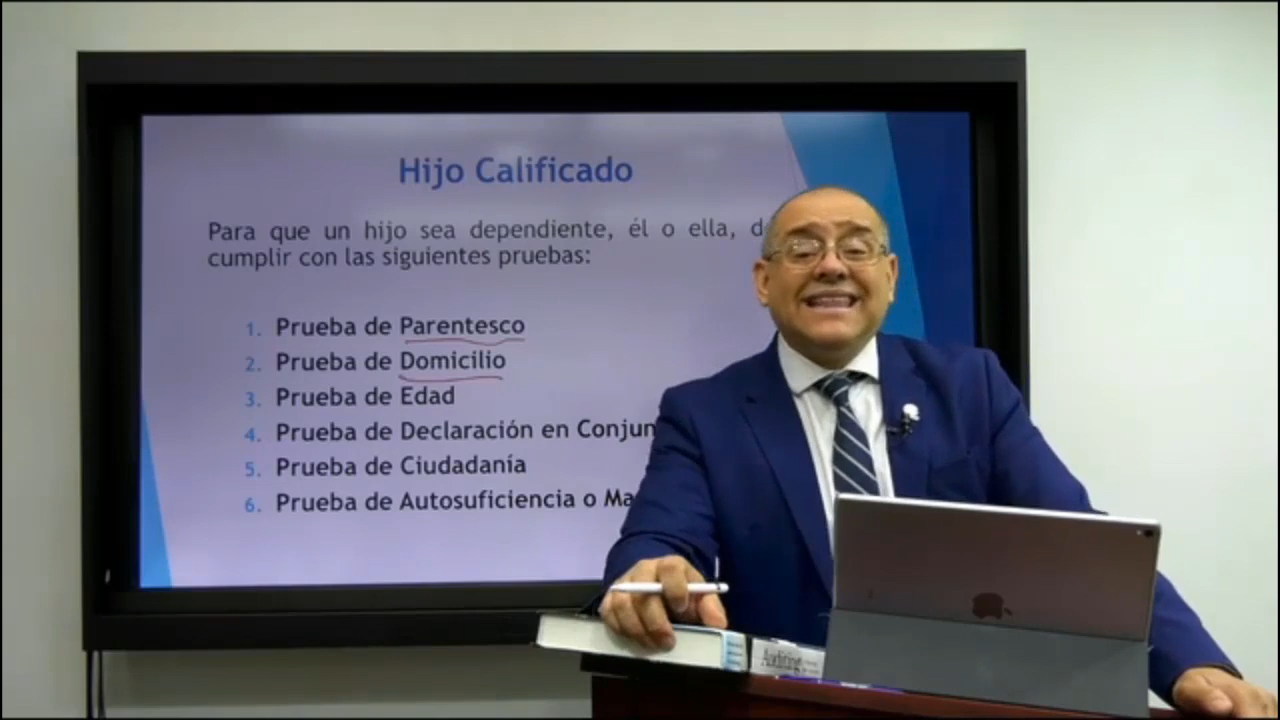 Hijo Calificado
Para que un hijo sea dependiente, él o ella,
cumplir con las siguientes pruebas:
1. Prueba de Parentesco
2. Prueba de Domicilio
3. Prueba de Edad
4. Prueba de Declaración en Conjun
5. Prueba de Ciudadanía
6. Prueba de Autosuficiencia o Ma
Auditing